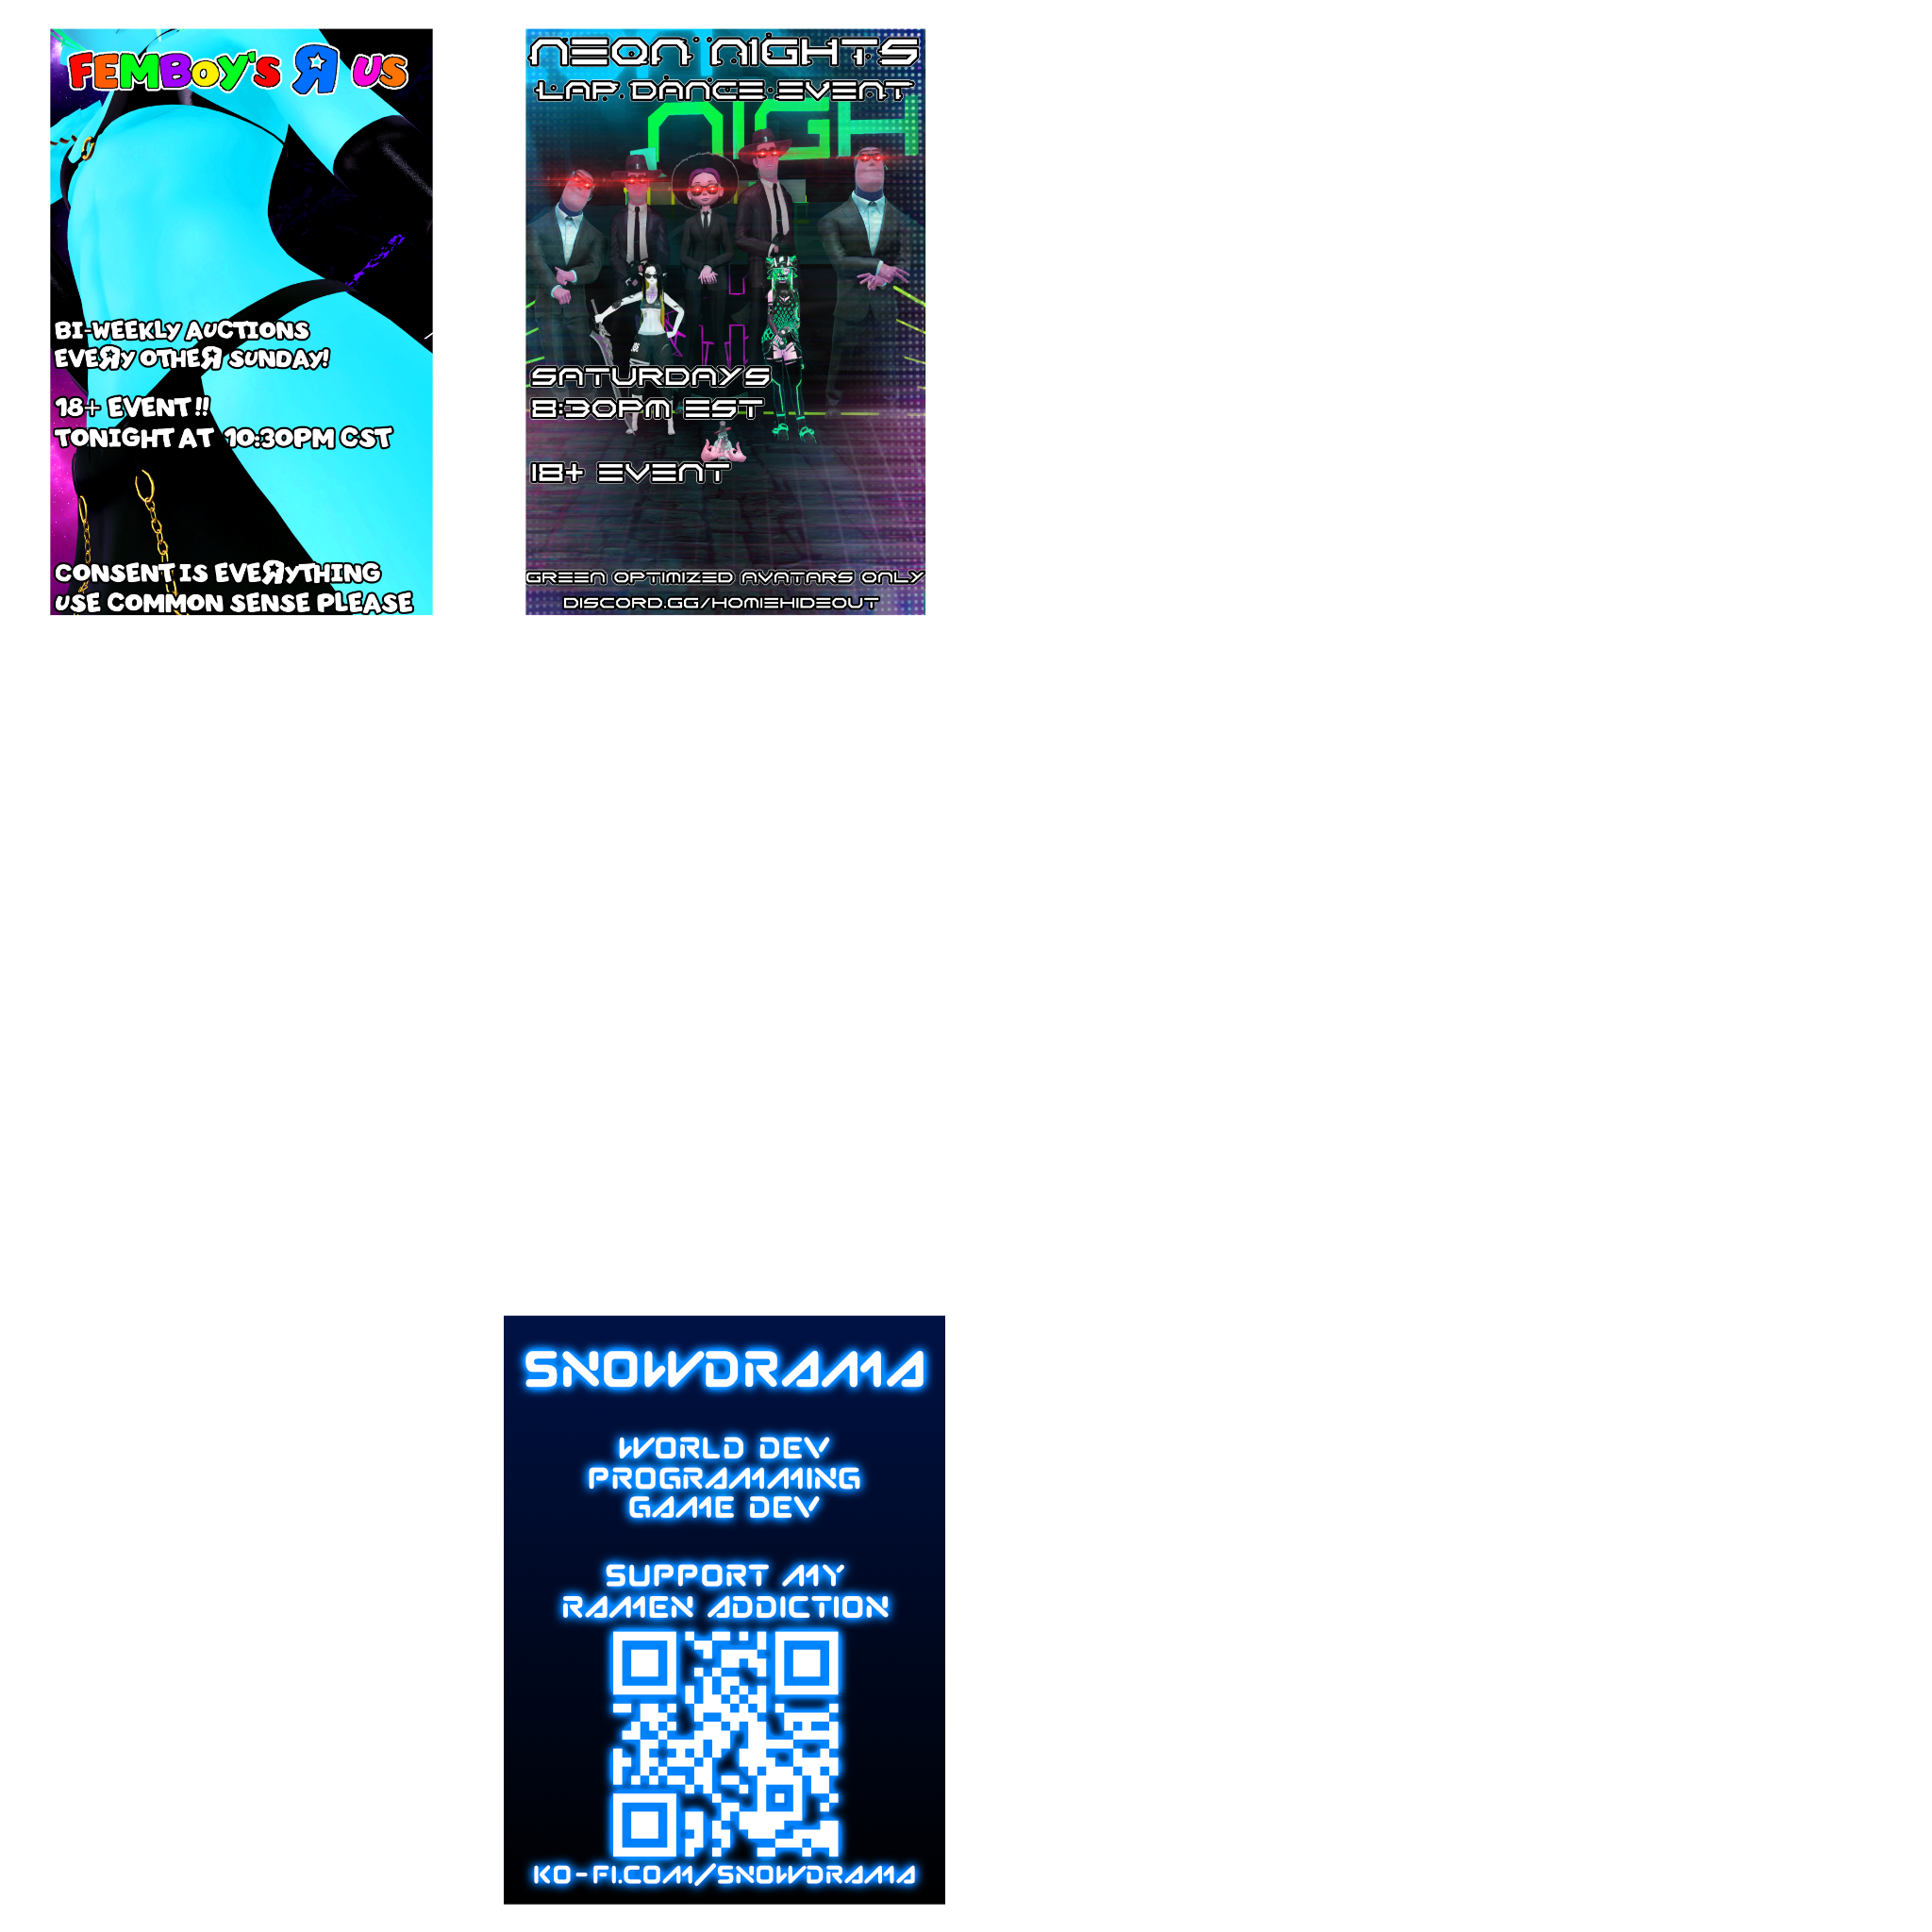 FEMBoy'S Я US
BI-WEEKLY AUCTIONS
EVEЯY OTHEЯ SUNDAY!
18+ EVENT!!
TONIGHT AT 10:30PM CST
CONSENT IS EVEЯYTHING
USE COMMON SENSE PLEASE
NEON NIGHTS
LAP DANCE EVENT
NIGH
SATURDAYS
8:30PM EST
18+ EVENT
GREEN OPTIMIZED AVATARS ONLY
DISCORD.GG/HOMIEHIDEOUT
SNOWDRAMA
WORLD DEV
PROGRAMMING
GAME DEV
SUPPORT MY
RAMEN ADDICTION
KO-FI.COM/SNOWDRAMA